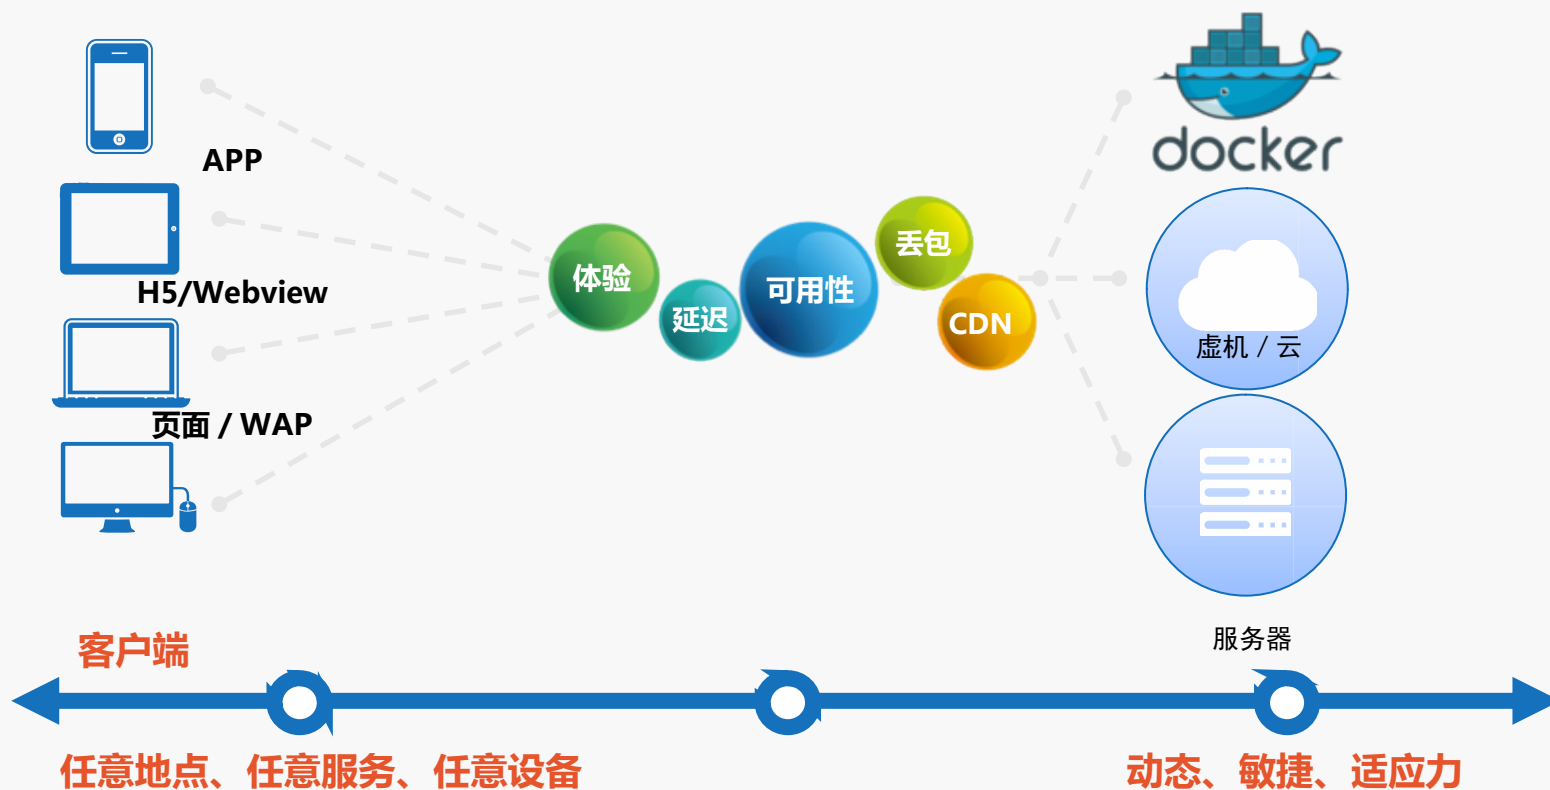 APP
H5/Webview
页面 / WAP
体验
延迟
可用性
丢包
CDN
docker
虚机 / 云
服务器
客户端
任意地点、任意服务、任意设备
动态、敏捷、适应力